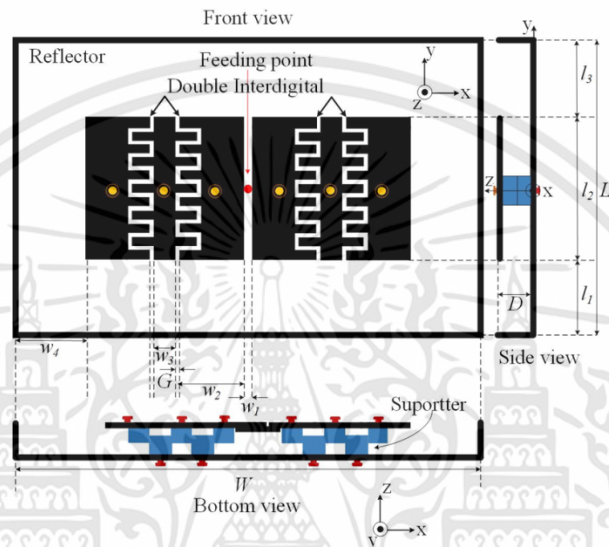 Front view
Reflector
Feeding point
Double Interdigital
y
z
x
y
l3
z
x
l2
L
D
l1
w4
w3
G
w2
w1
Side view
Suportter
W
Bottom view
z
y
x